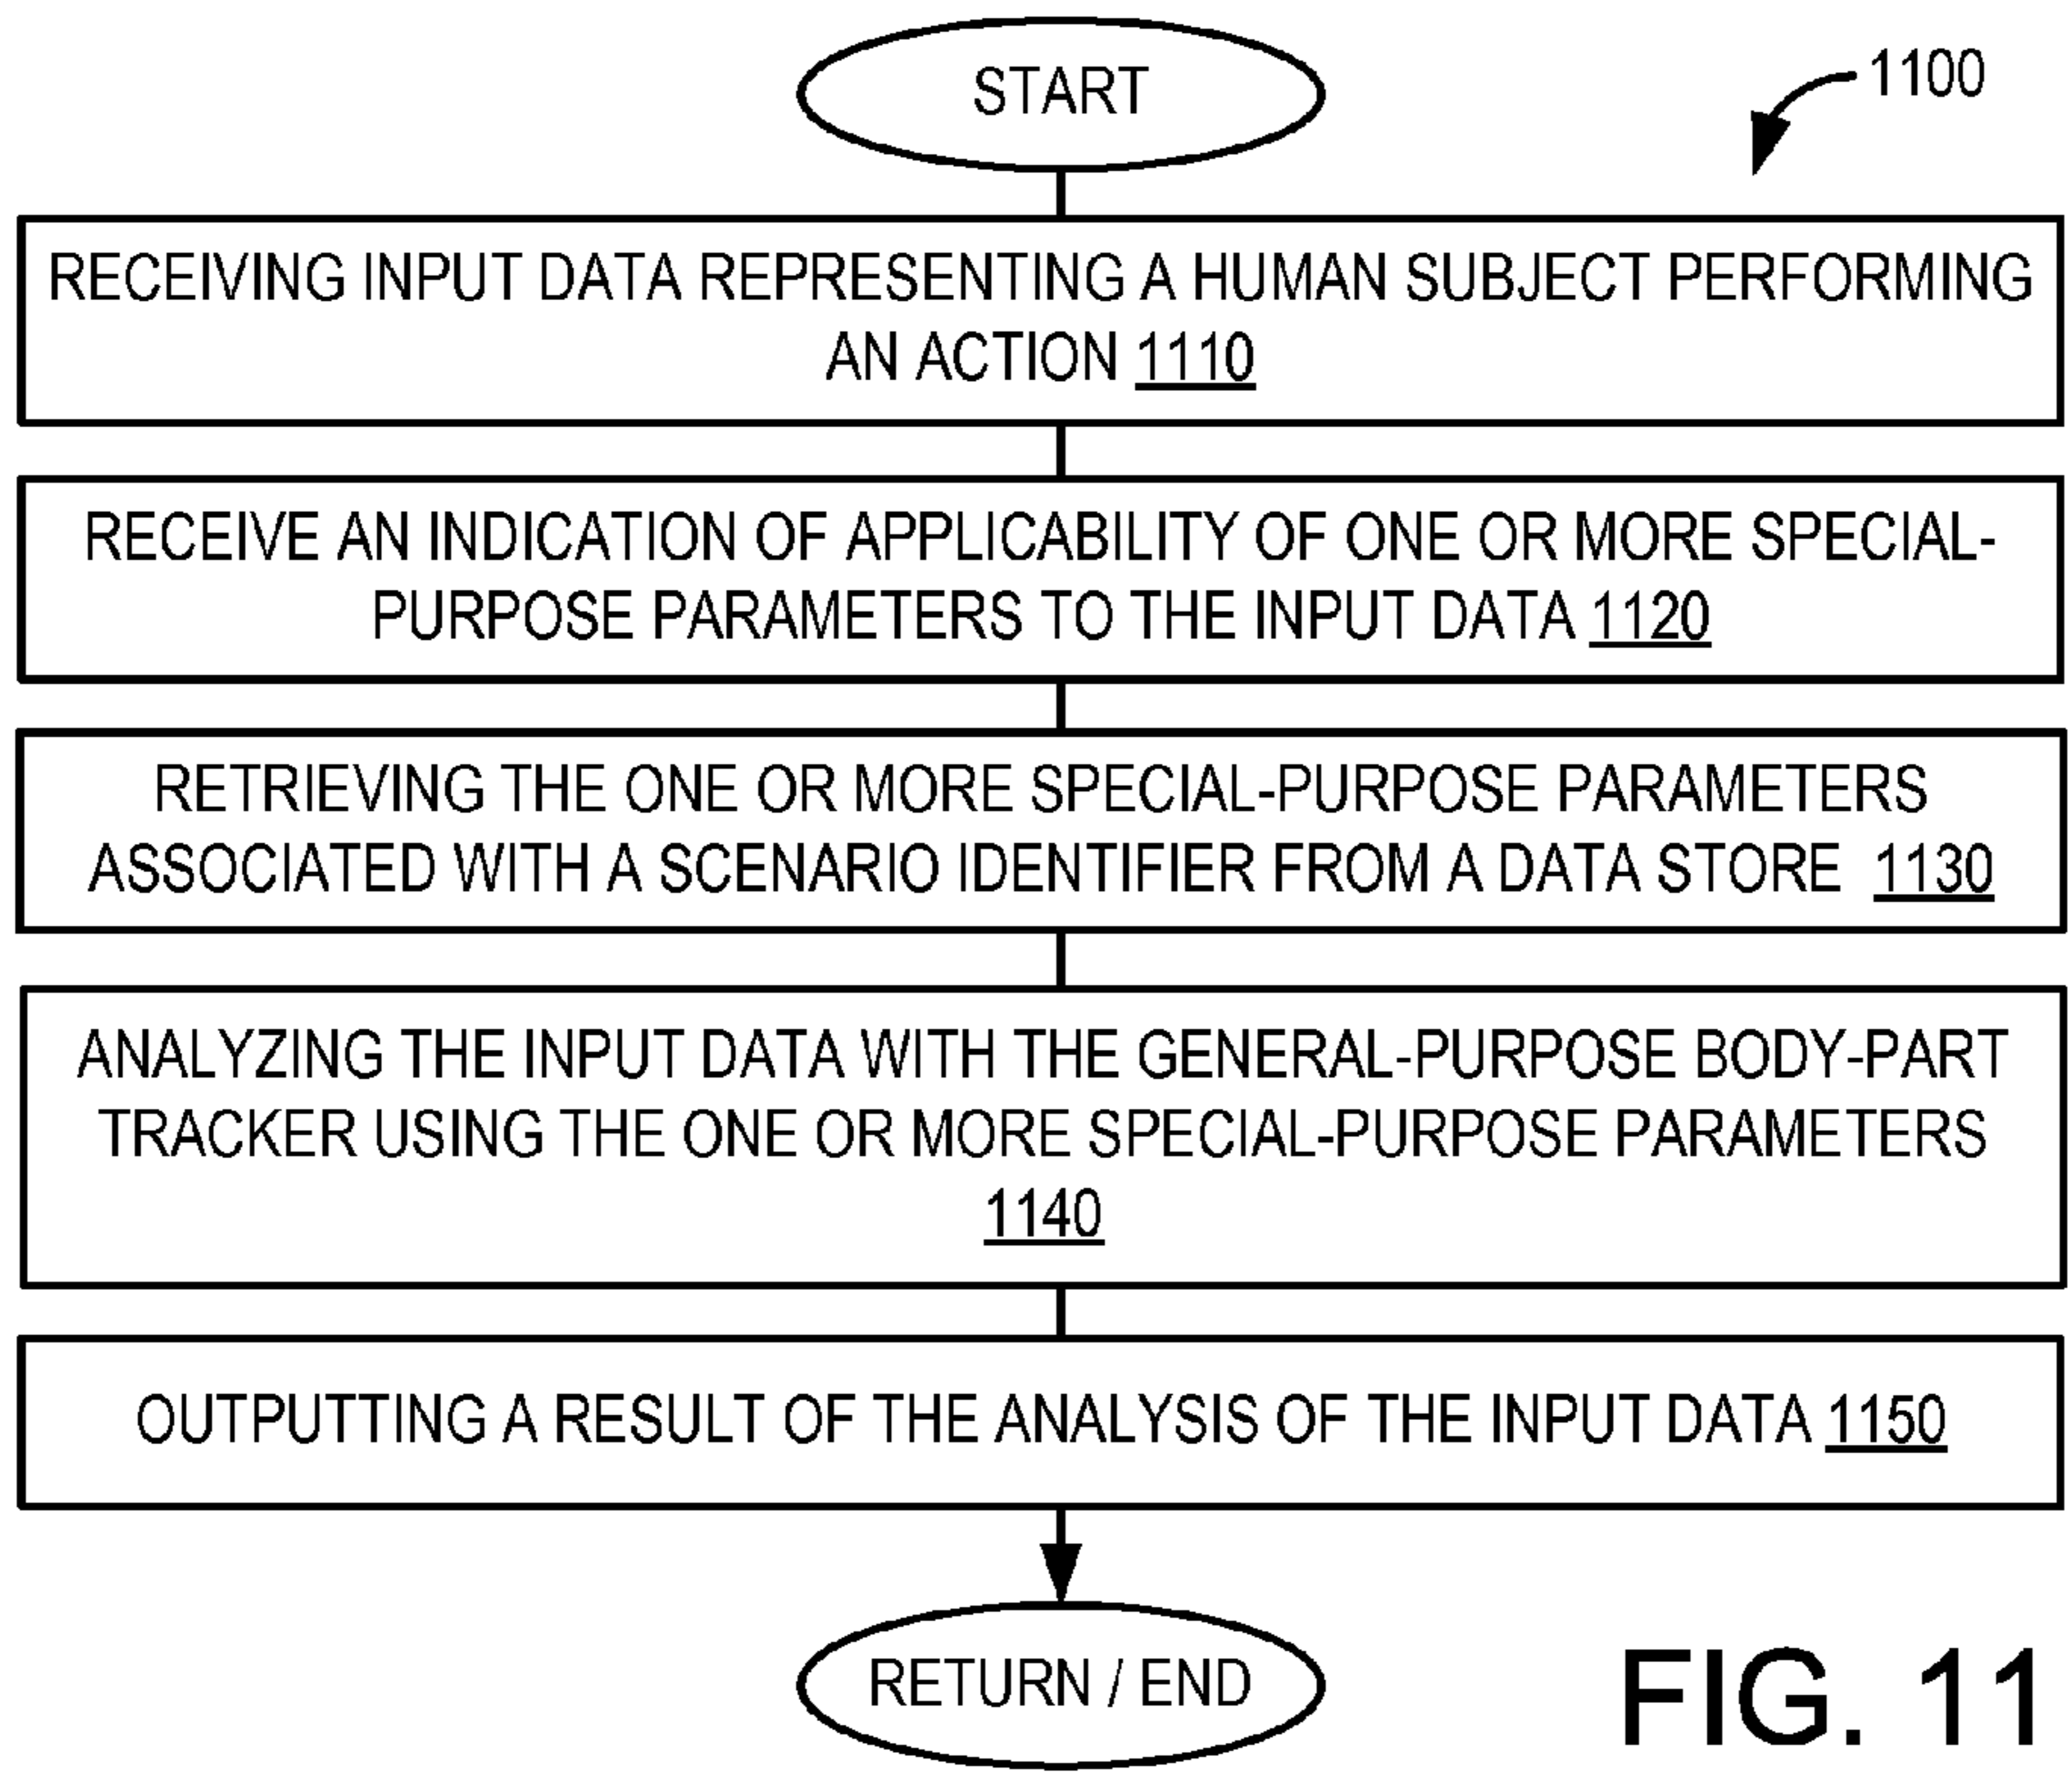 START
1100
RECEIVING INPUT DATA REPRESENTING A HUMAN SUBJECT PERFORMING
AN ACTION 1110
RECEIVE AN INDICATION OF APPLICABILITY OF ONE OR MORE SPECIAL-
PURPOSE PARAMETERS TO THE INPUT DATA 1120
RETRIEVING THE ONE OR MORE SPECIAL-PURPOSE PARAMETERS
ASSOCIATED WITH A SCENARIO IDENTIFIER FROM A DATA STORE 1130
ANALYZING THE INPUT DATA WITH THE GENERAL-PURPOSE BODY-PART
TRACKER USING THE ONE OR MORE SPECIAL-PURPOSE PARAMETERS
1140
OUTPUTTING A RESULT OF THE ANALYSIS OF THE INPUT DATA 1150
RETURN / END
FIG. 11